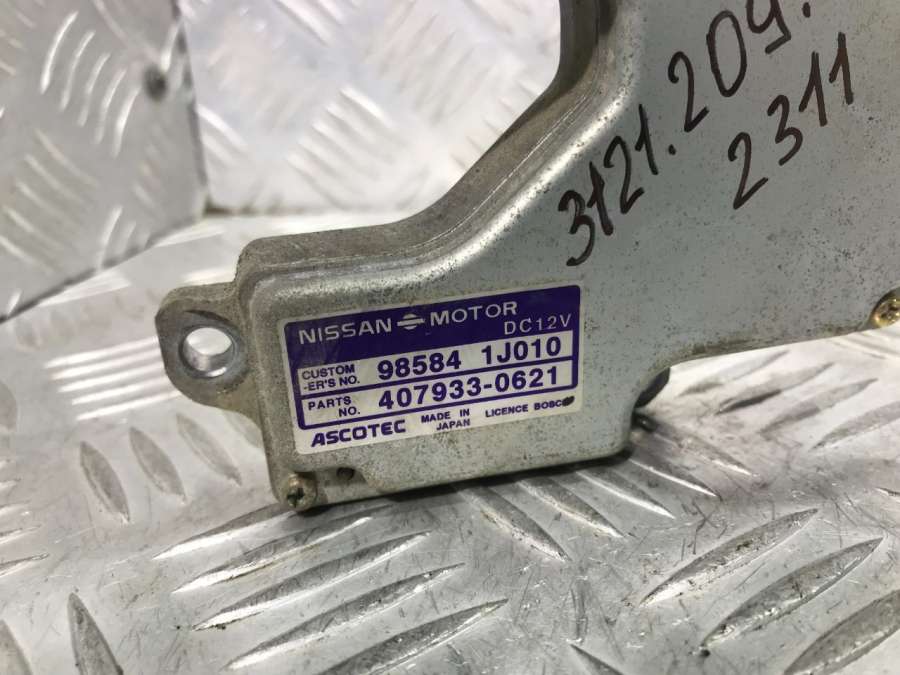 3121.209.
2311
NISSAN MOTOR
DC12V
CUSTOM
-ER'S NO. 98584 1J010
PARTS
NO. 407933-0621
ASCOTEC MADE IN
JAPAN LICENCE BOSCH